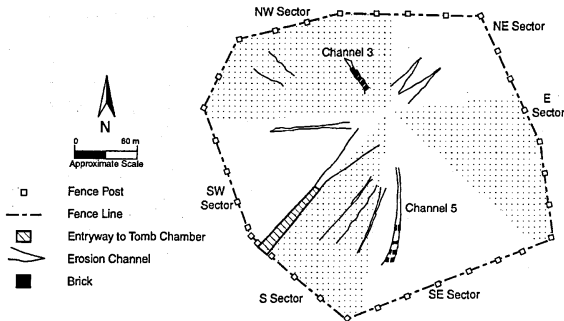 NW Sector
NE Sector
Channel 3
E
Sector
N
0 60 m
Approximate Scale
SW
Sector
Fence Post
Fence Line
Entryway to Tomb Chamber
Erosion Channel
Brick
Channel 5
S Sector
SE Sector